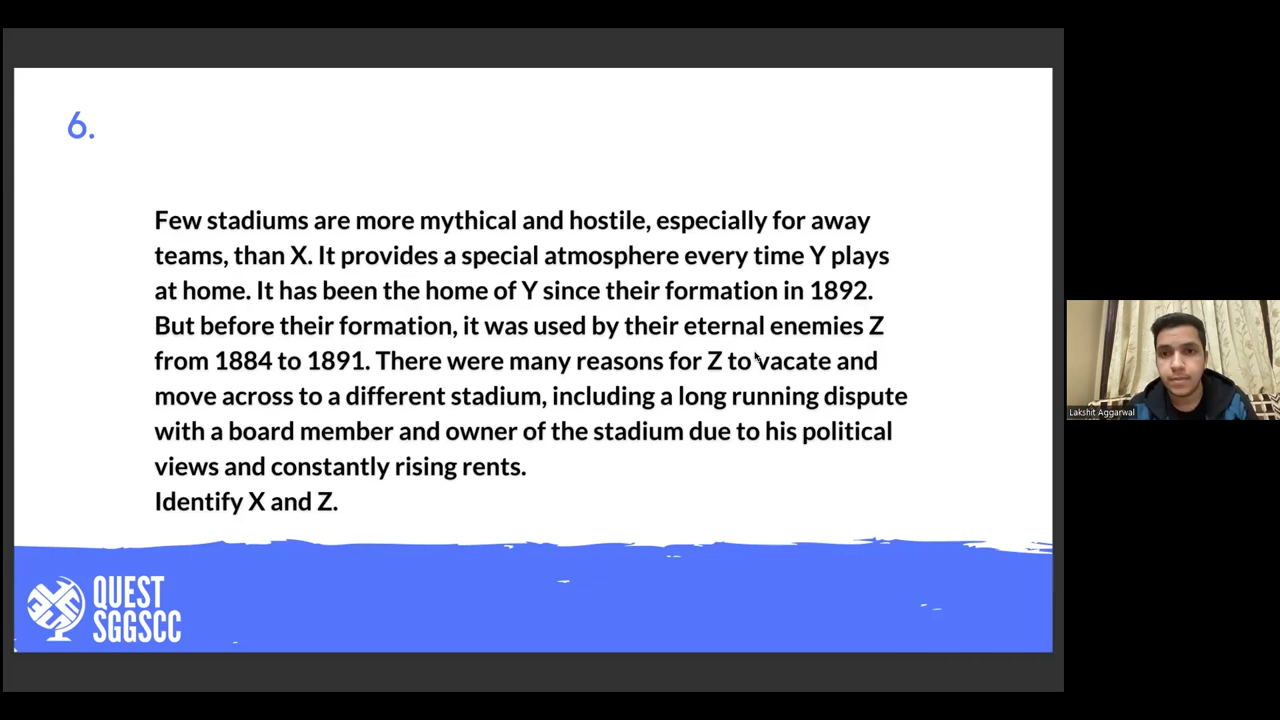 6.
Few stadiums are more mythical and hostile, especially for away
teams, than X. It provides a special atmosphere every time Y plays
at home. It has been the home of Y since their formation in 1892.
But before their formation, it was used by their eternal enemies Z
from 1884 to 1891. There were many reasons for Z to vacate and
move across to a different stadium, including a long running dispute
with a board member and owner of the stadium due to his political
views and constantly rising rents.
Identify X and Z.
QUEST
SGGSCC
Lakshit Aggarwal